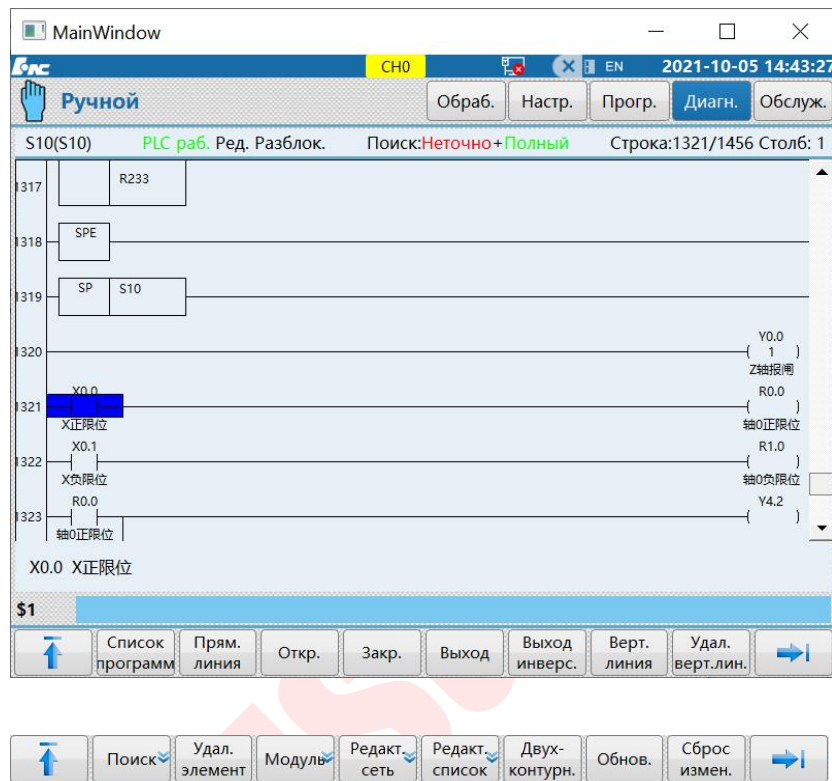 MainWindow
CH0 EN 2021-10-05 14:43:27
Ручной Обраб. Настр. Прогр. Диагн. Обслуж.
S10(S10) PLC раб. Ред. Разблок. Поиск:Неточно+Полный Строка:1321/1456 Столб: 1
R233
1317
SPE
1318
SP S10
1319
Y0.0
1320 ( 1 )
Z轴报闸
X0.0 R0.0
1321 ( )
X正限位 轴0正限位
X0.1 R1.0
1322 ( )
X负限位 轴0负限位
R0.0 Y4.2
1323 ( )
轴0正限位
X0.0 X正限位
$1
Список программ Прям. линия Откр. Закр. Выход Выход инверс. Верт. линия Удал. верт.лин.
Поиск Удал. элемент Модуль Редакт. сеть Редакт. список Двух- контурн. Обнов. Сброс измен.